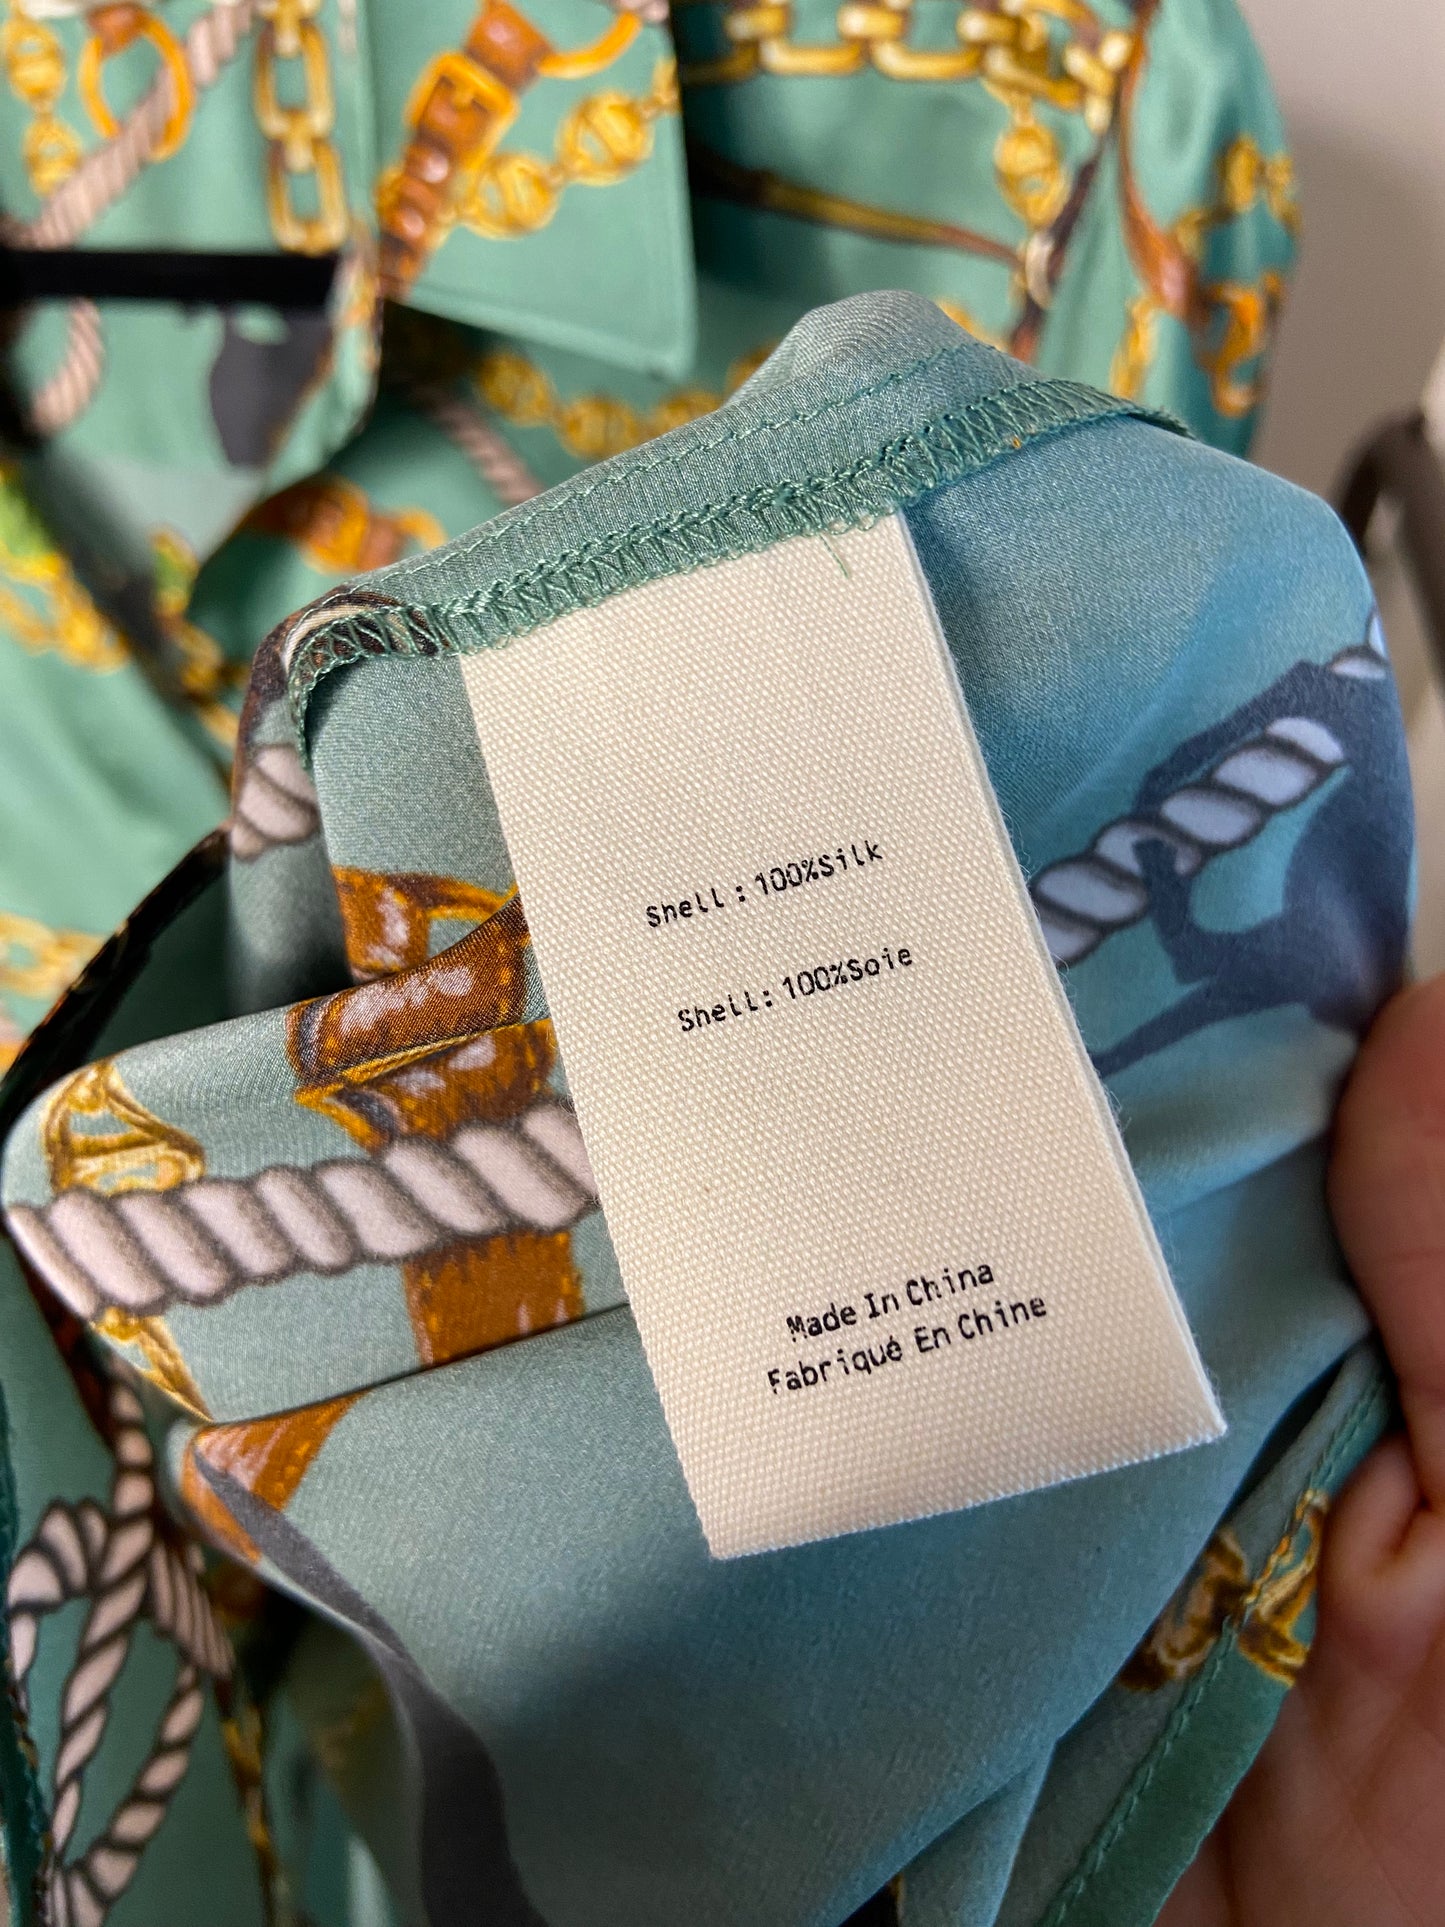 Shell : 100%Silk
Shell: 100%Soie
Made In China
Fabriqué En Chine